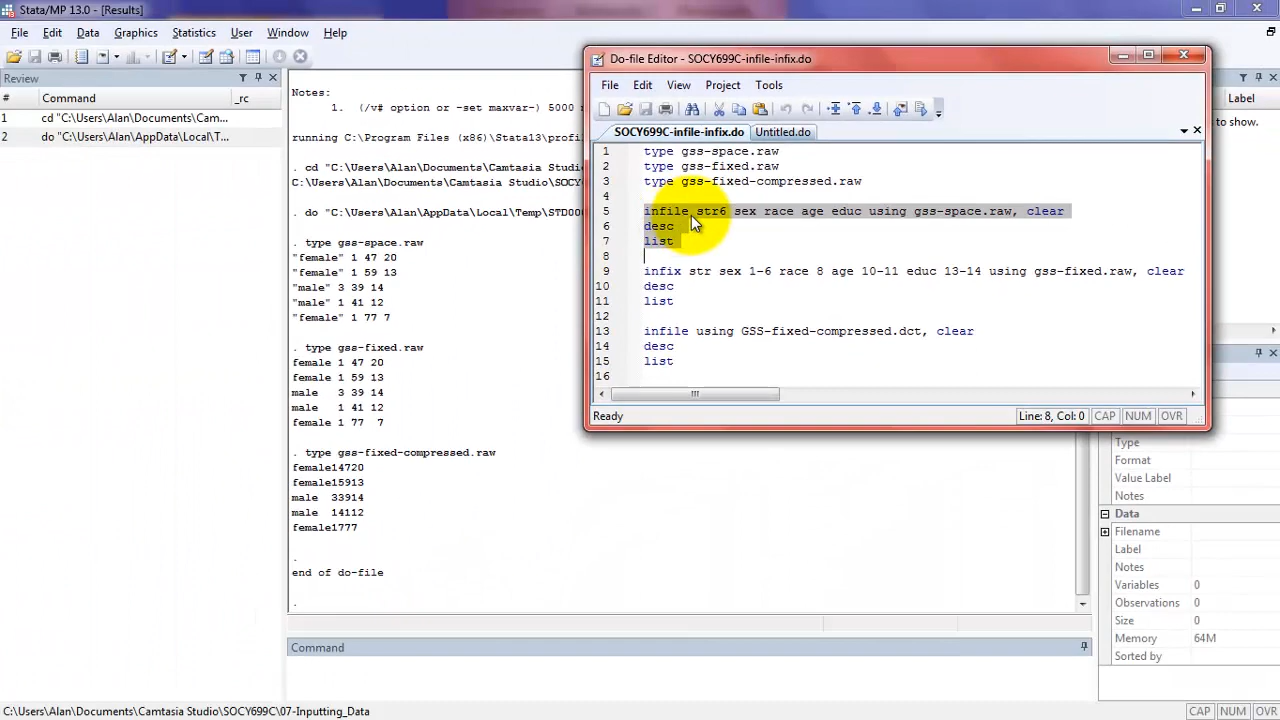 Stata/MP 13.0 - [Results]
File Edit Data Graphics Statistics User Window Help
Review
# Command _rc
1 cd "C:\Users\Alan\Documents\Cam...
2 do "C:\Users\Alan\AppData\Local\T...
Notes:
1. (/v# option or -set maxvar-) 5000
running C:\Program Files (x86)\Stata13\profil
. cd "C:\Users\Alan\Documents\Camtasia Studio
C:\Users\Alan\Documents\Camtasia Studio\SOCY
. do "C:\Users\Alan\AppData\Local\Temp\STD00
. type gss-space.raw
"female" 1 47 20
"female" 1 59 13
"male" 3 39 14
"male" 1 41 12
"female" 1 77 7
. type gss-fixed.raw
female 1 47 20
female 1 59 13
male   3 39 14
male   1 41 12
female 1 77  7
. type gss-fixed-compressed.raw
female14720
female15913
male  33914
male  14112
female1777
.
end of do-file
.
Command
Do-file Editor - SOCY699C-infile-infix.do
File Edit View Project Tools
SOCY699C-infile-infix.do Untitled.do
1 type gss-space.raw
2 type gss-fixed.raw
3 type gss-fixed-compressed.raw
4
5 infile str6 sex race age educ using gss-space.raw, clear
6 desc
7 list
8
9 infix str sex 1-6 race 8 age 10-11 educ 13-14 using gss-fixed.raw, clear
10 desc
11 list
12
13 infile using GSS-fixed-compressed.dct, clear
14 desc
15 list
16
Ready Line: 8, Col: 0 CAP NUM OVR
Label
to show.
Type
Format
Value Label
Notes
Data
Filename
Label
Notes
Variables 0
Observations 0
Size 0
Memory 64M
Sorted by
C:\Users\Alan\Documents\Camtasia Studio\SOCY699C\07-Inputting_Data
CAP NUM OVR